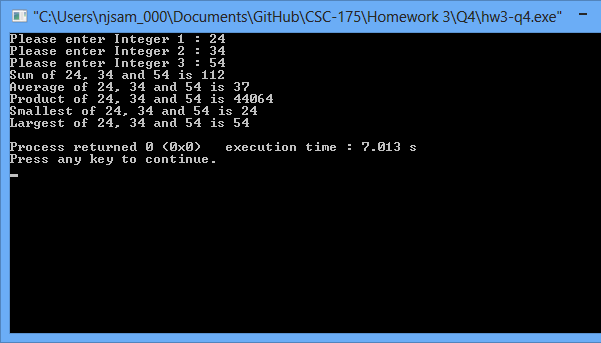 "C:\Users\njsam_000\Documents\GitHub\CSC-175\Homework 3\Q4\hw3-q4.exe"
Please enter Integer 1 : 24
Please enter Integer 2 : 34
Please enter Integer 3 : 54
Sum of 24, 34 and 54 is 112
Average of 24, 34 and 54 is 37
Product of 24, 34 and 54 is 44064
Smallest of 24, 34 and 54 is 24
Largest of 24, 34 and 54 is 54
Process returned 0 (0x0)   execution time : 7.013 s
Press any key to continue.